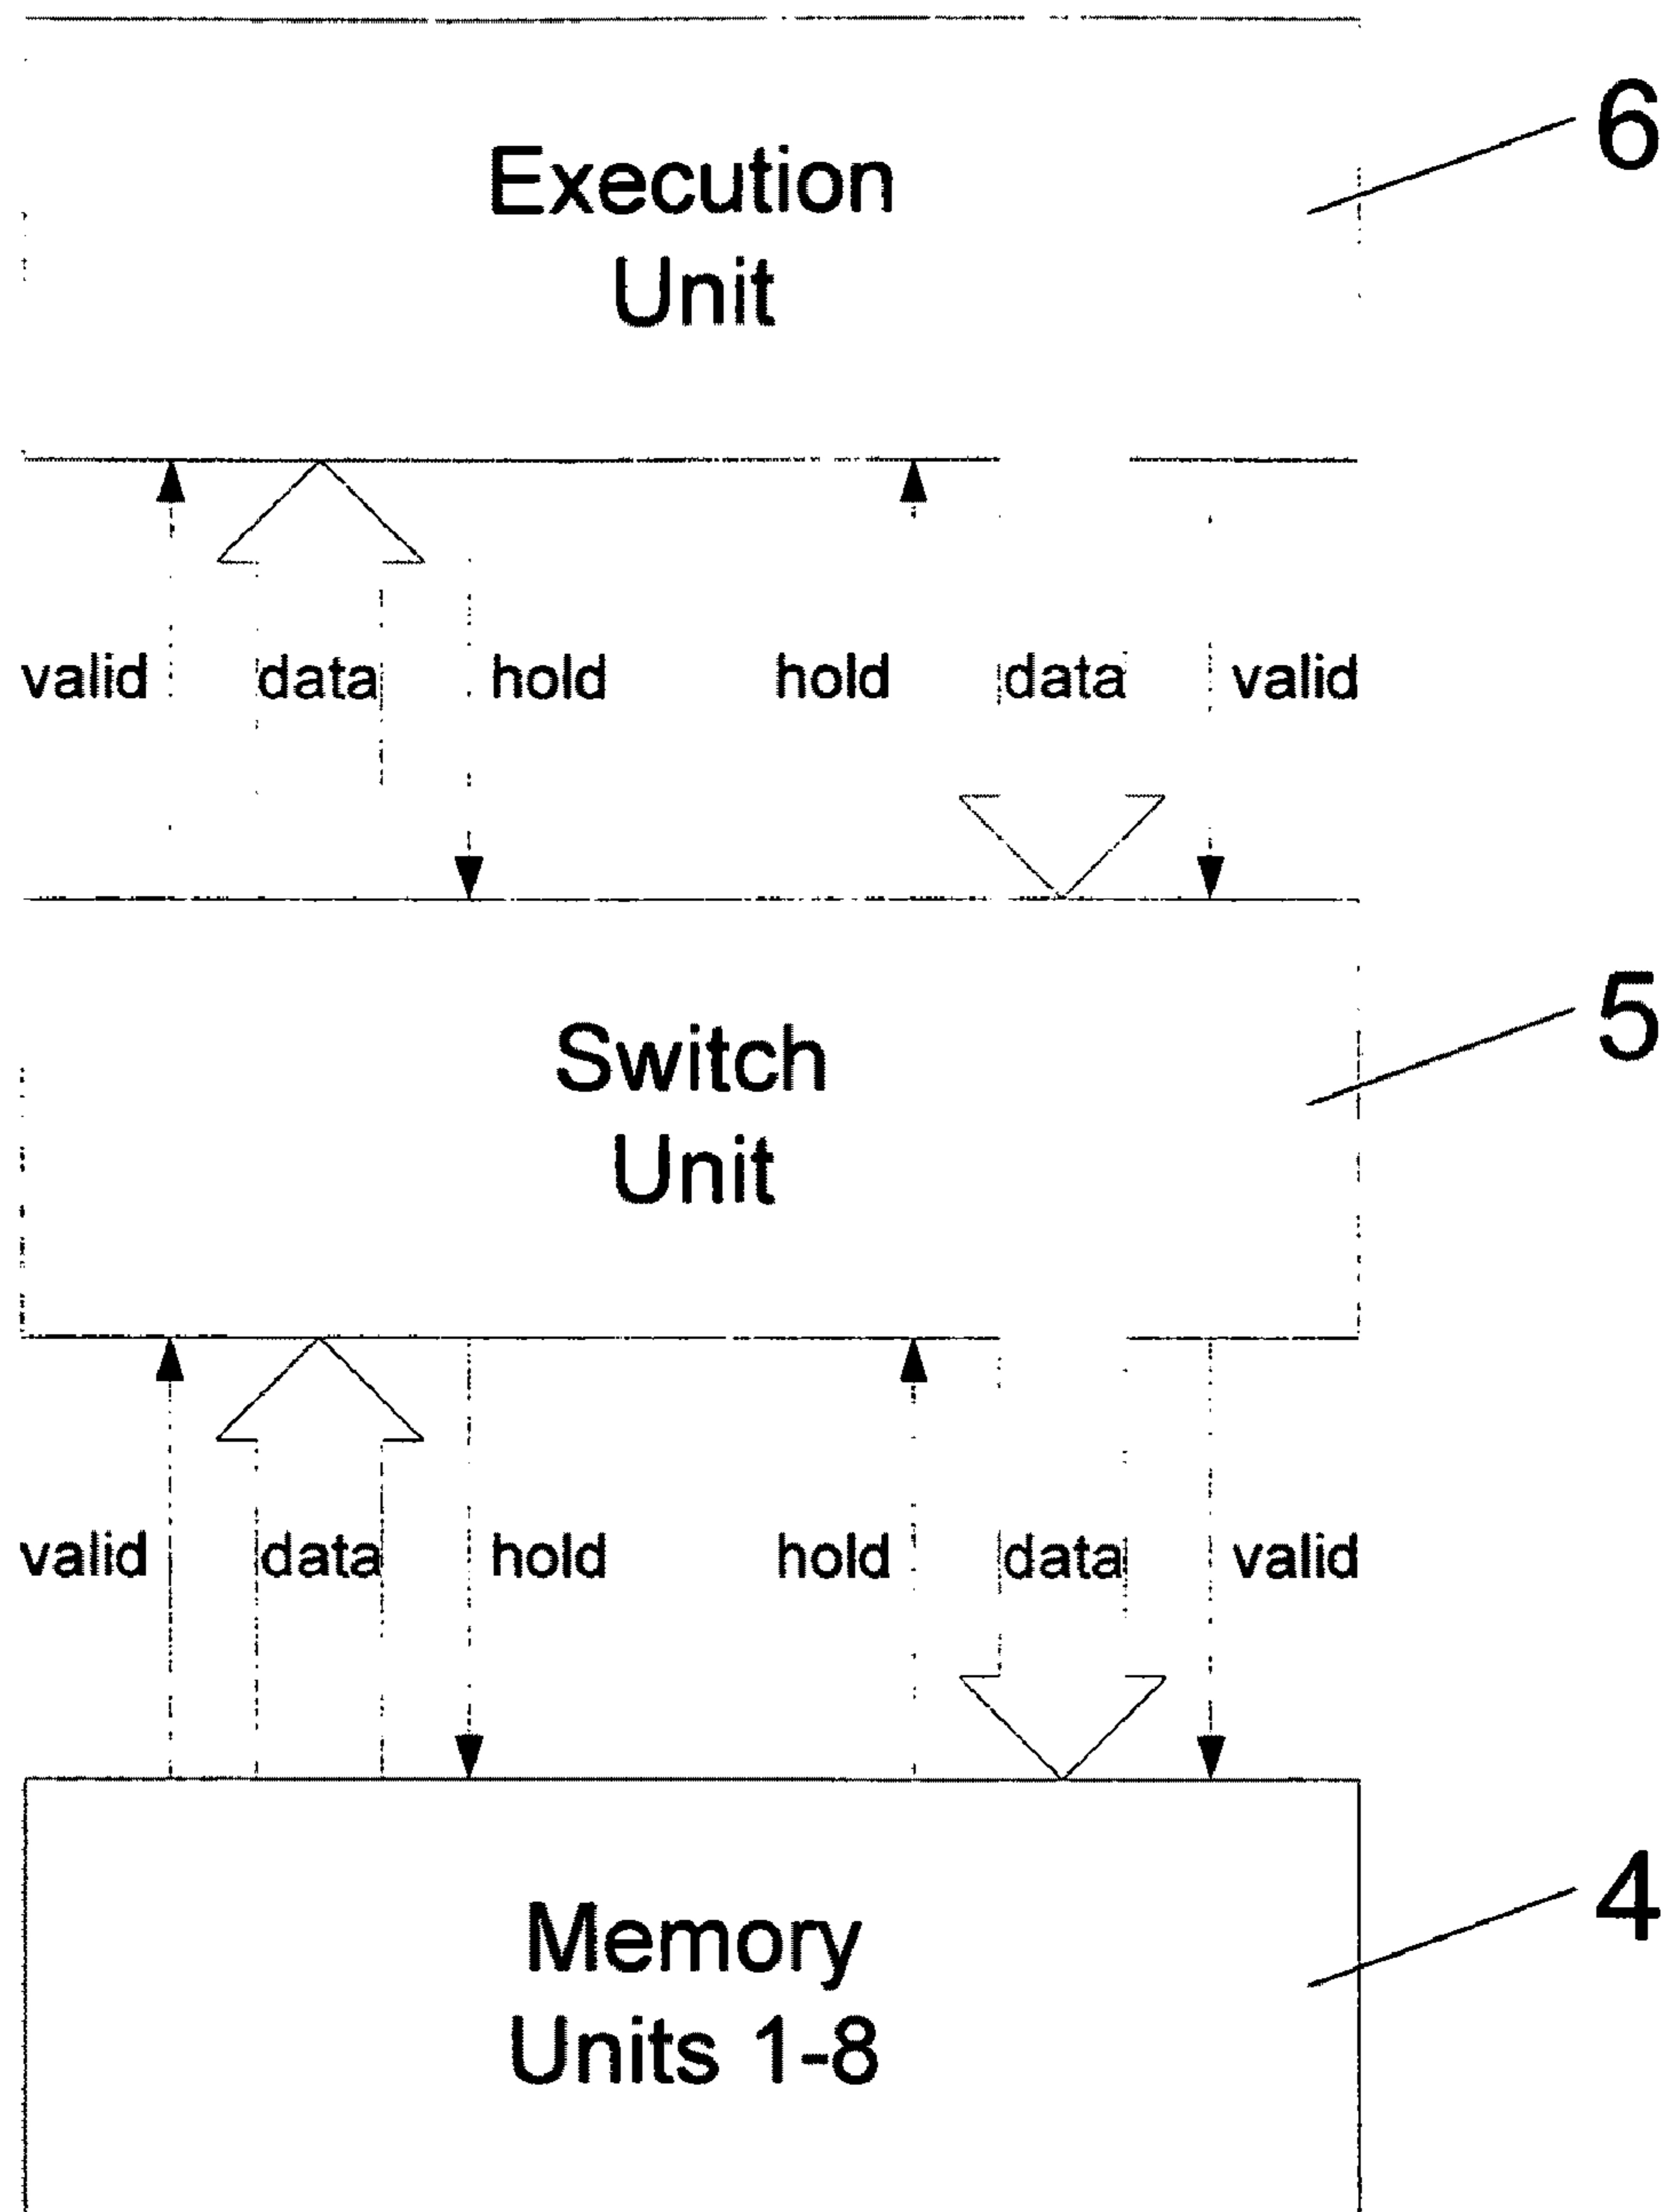 6
Execution
Unit
valid data hold hold data valid
5
Switch
Unit
valid data hold hold data valid
4
Memory
Units 1-8